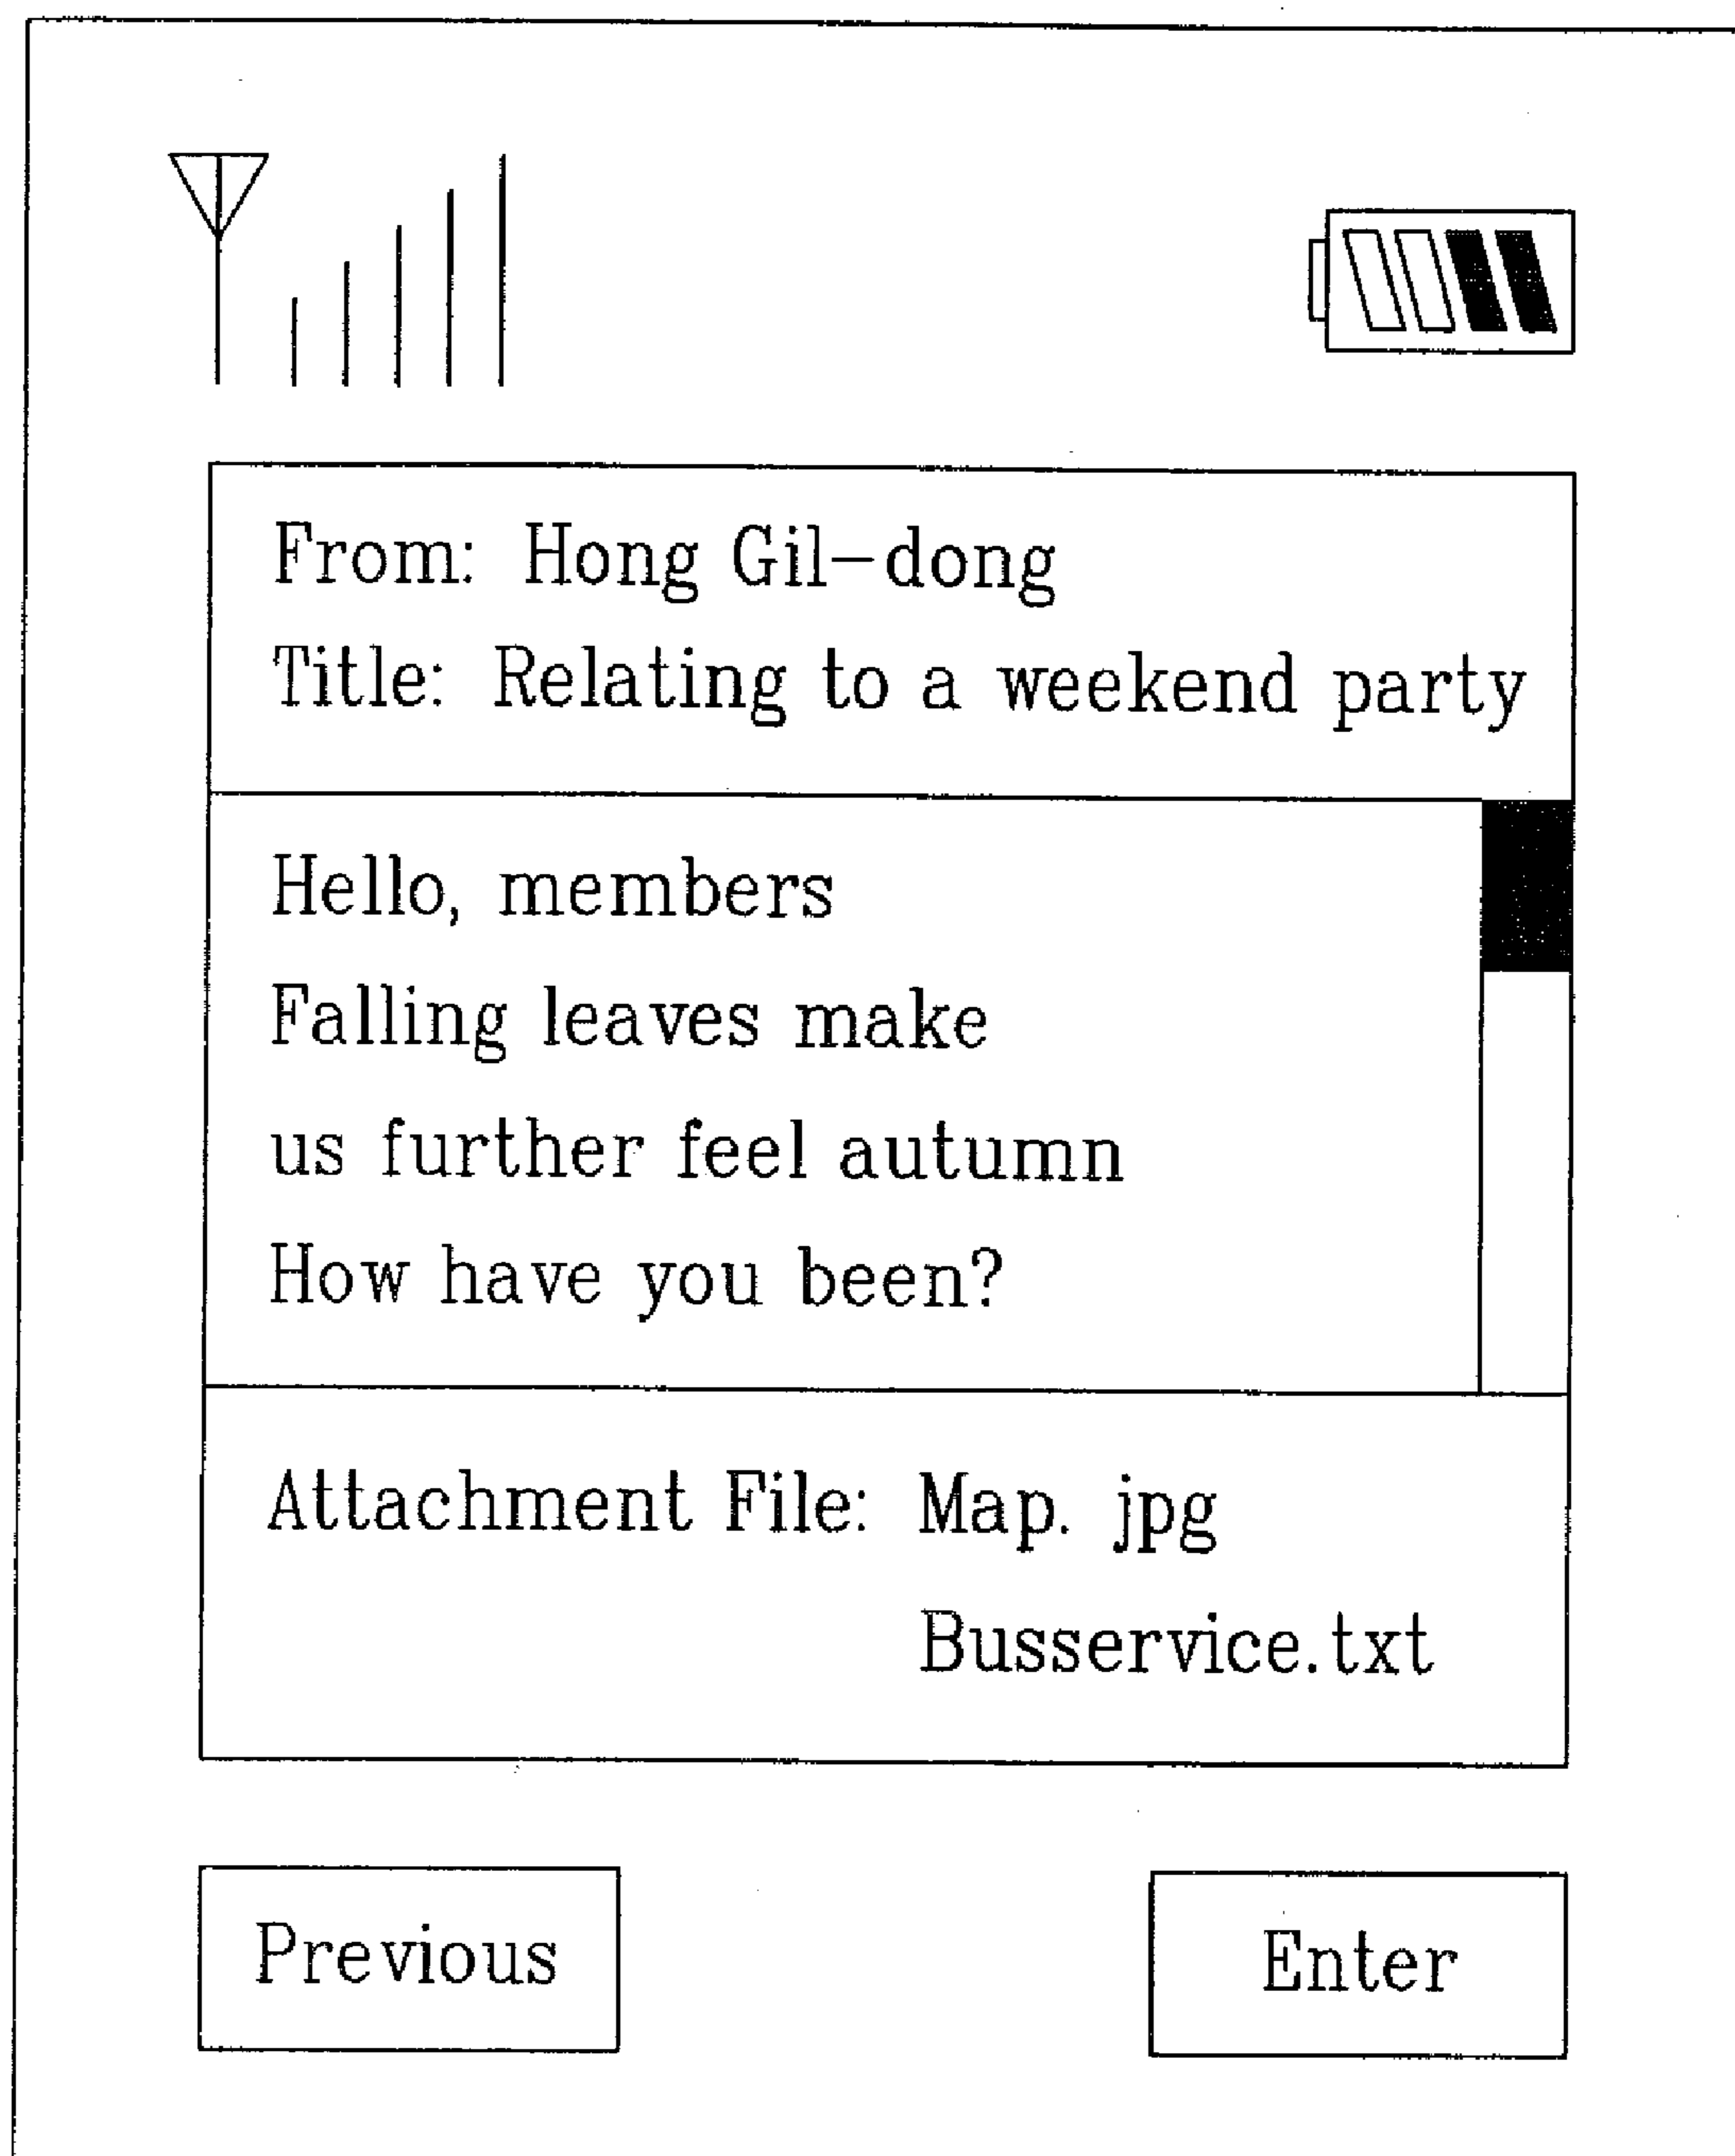 From: Hong Gil-dong
Title: Relating to a weekend party
Hello, members
Falling leaves make
us further feel autumn
How have you been?
Attachment File: Map. jpg
Busservice.txt
Previous
Enter